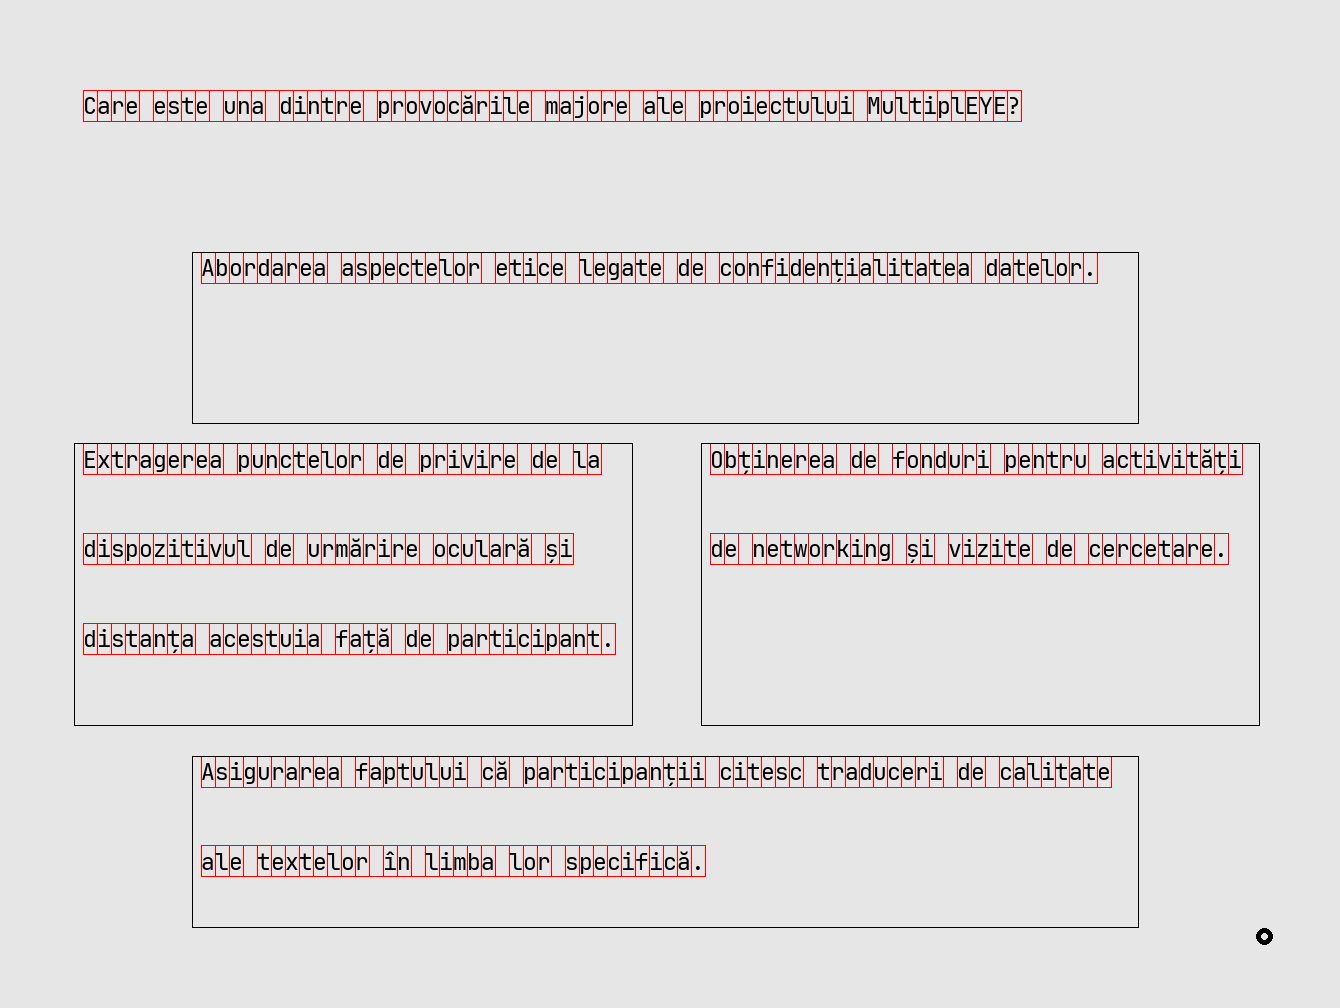 Care este una dintre provocările majore ale proiectului MultiplEYE?
Abordarea aspectelor etice legate de confidențialitatea datelor.
Extragerea punctelor de privire de la
dispozitivul de urmărire oculară și
distanța acestuia față de participant.
Obținerea de fonduri pentru activități
de networking și vizite de cercetare.
Asigurarea faptului că participanții citesc traduceri de calitate
ale textelor în limba lor specifică.